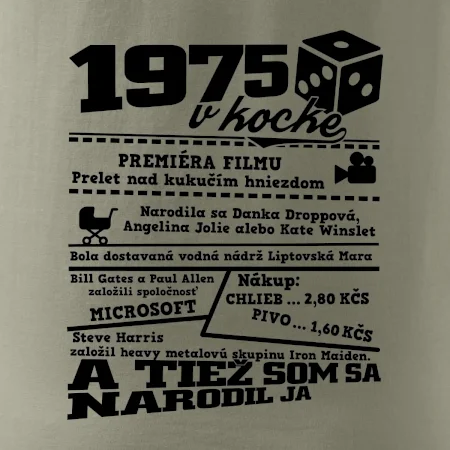 1975
v kocke
PREMIÉRA FILMU
Prelet nad kukučím hniezdom
Narodila sa Danka Droppová,
Angelina Jolie alebo Kate Winslet
Bola dostavaná vodná nádrž Liptovská Mara
Bill Gates a Paul Allen
založili spoločnosť
MICROSOFT
Nákup:
CHLIEB ... 2,80 KČS
PIVO ... 1,60 KČS
Steve Harris
založil heavy metalovú skupinu Iron Maiden.
A TIEŽ SOM SA
NARODIL JA